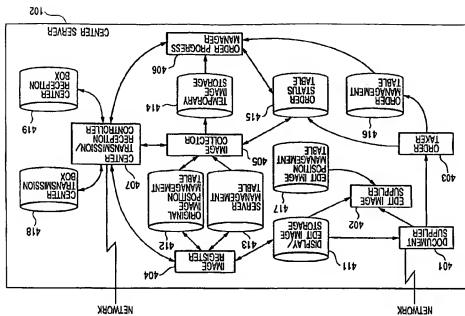 NETWORK
NETWORK
401
DOCUMENT
SUPPLIER
411
DISPLAY/
EDIT IMAGE
STORAGE
404
IMAGE
REGISTER
402
EDIT IMAGE
SUPPLIER
413
SERVER
MANAGEMENT
TABLE
412
ORIGINAL
IMAGE
POSITION
MANAGEMENT
TABLE
418
CENTER
TRANSMISSION
BOX
417
EDIT IMAGE
POSITION
MANAGEMENT
TABLE
403
ORDER
TAKER
405
IMAGE
COLLECTOR
407
CENTER
TRANSMISSION/
RECEPTION
CONTROLLER
416
ORDER
MANAGEMENT
TABLE
415
ORDER
STATUS
TABLE
414
TEMPORARY
IMAGE
STORAGE
419
CENTER
RECEPTION
BOX
406
ORDER PROGRESS
MANAGER
CENTER SERVER
102